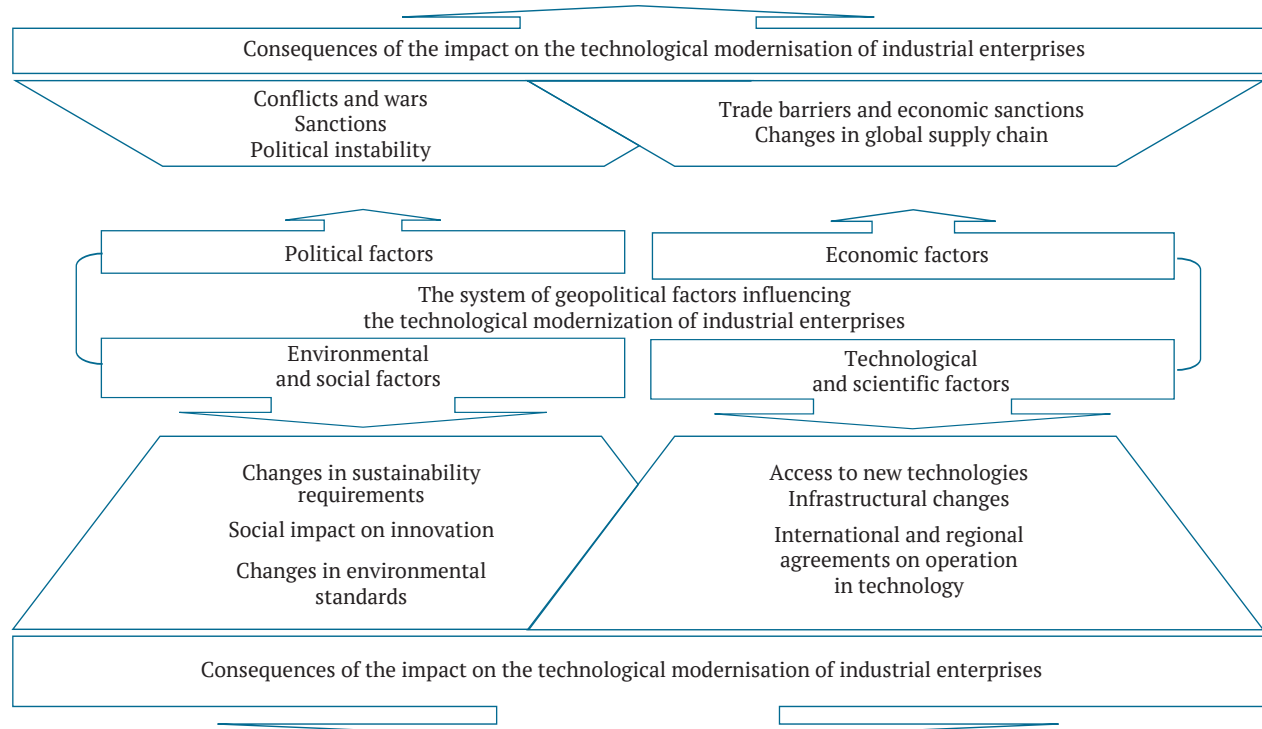 Consequences of the impact on the technological modernisation of industrial enterprises
Conflicts and wars
Sanctions
Political instability
Trade barriers and economic sanctions
Changes in global supply chain
Political factors
Economic factors
The system of geopolitical factors influencing
the technological modernization of industrial enterprises
Environmental
and social factors
Technological
and scientific factors
Changes in sustainability
requirements
Social impact on innovation
Changes in environmental
standards
Access to new technologies
Infrastructural changes
International and regional
agreements on operation
in technology
Consequences of the impact on the technological modernisation of industrial enterprises